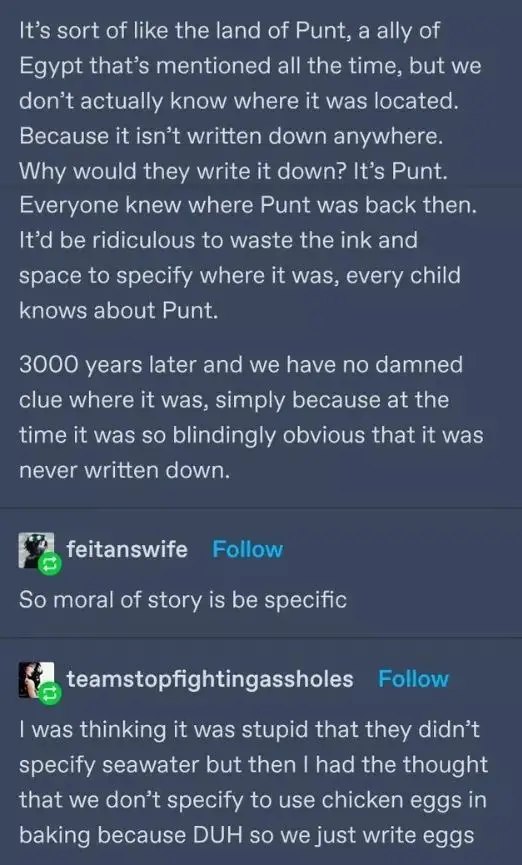 It's sort of like the land of Punt, a ally of
Egypt that's mentioned all the time, but we
don't actually know where it was located.
Because it isn't written down anywhere.
Why would they write it down? It's Punt.
Everyone knew where Punt was back then.
It'd be ridiculous to waste the ink and
space to specify where it was, every child
knows about Punt.
3000 years later and we have no damned
clue where it was, simply because at the
time it was so blindingly obvious that it was
never written down.
feitanswife Follow
So moral of story is be specific
teamstopfightingassholes Follow
I was thinking it was stupid that they didn't
specify seawater but then I had the thought
that we don't specify to use chicken eggs in
baking because DUH so we just write eggs